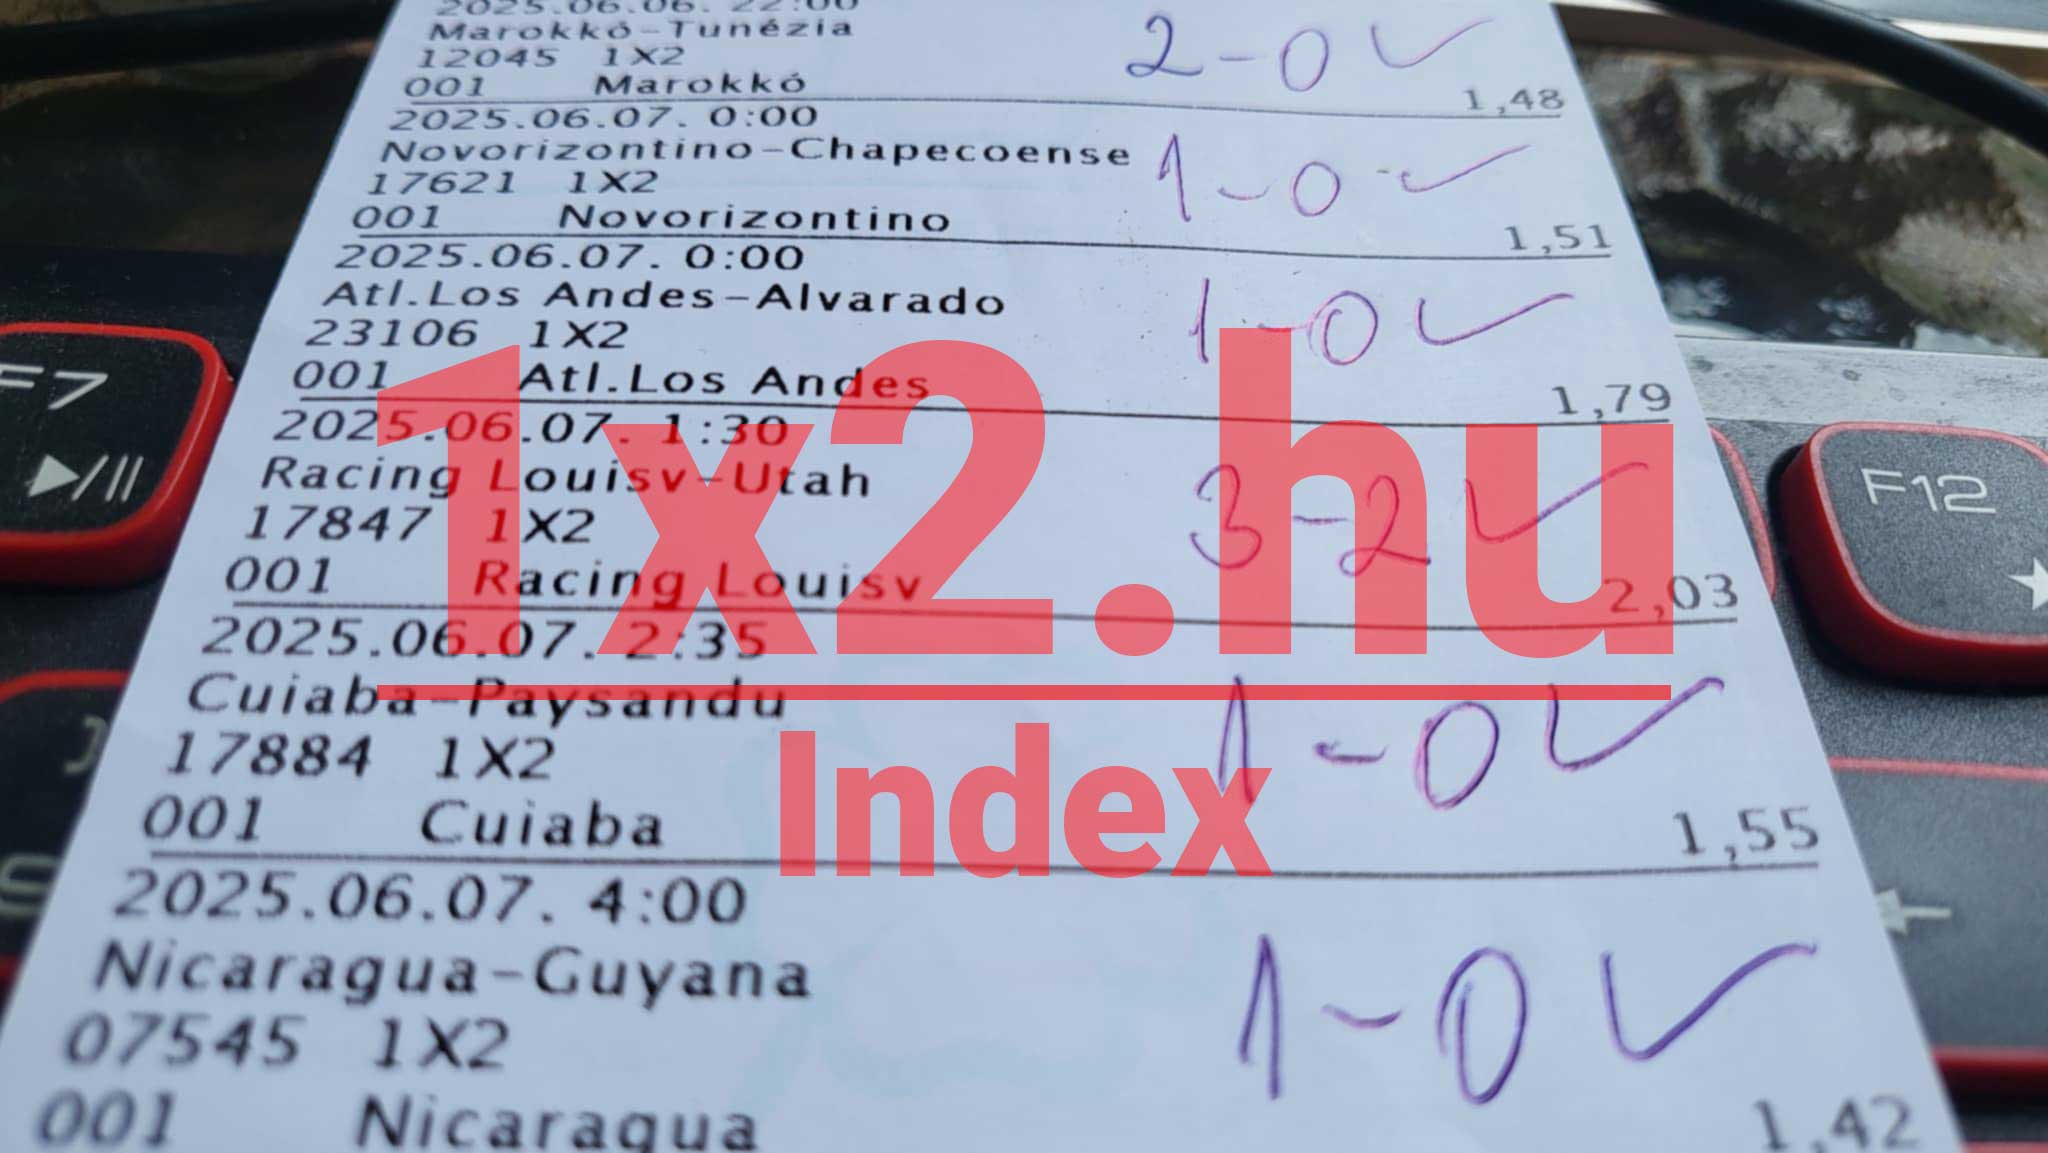 2025.06.06. 22:00
Marokkó-Tunézia
2-0
12045 1X2
001 Marokkó
1,48
2025.06.07. 0:00
Novorizontino-Chapecoense
1-0
17621 1X2
001 Novorizontino
1,51
2025.06.07. 0:00
Atl.Los Andes-Alvarado
1-0
23106 1X2
001 Atl.Los Andes
1,79
2025.06.07. 1:30
Racing Louisv-Utah
3-2
17847 1X2
001 Racing Louisv
2,03
2025.06.07. 2:35
Cuiaba-Paysandu
1-0
17884 1X2
001 Cuiaba
1,55
2025.06.07. 4:00
Nicaragua-Guyana
1-0
07545 1X2
001 Nicaragua
1,42
1x2.hu
Index
F7
F12